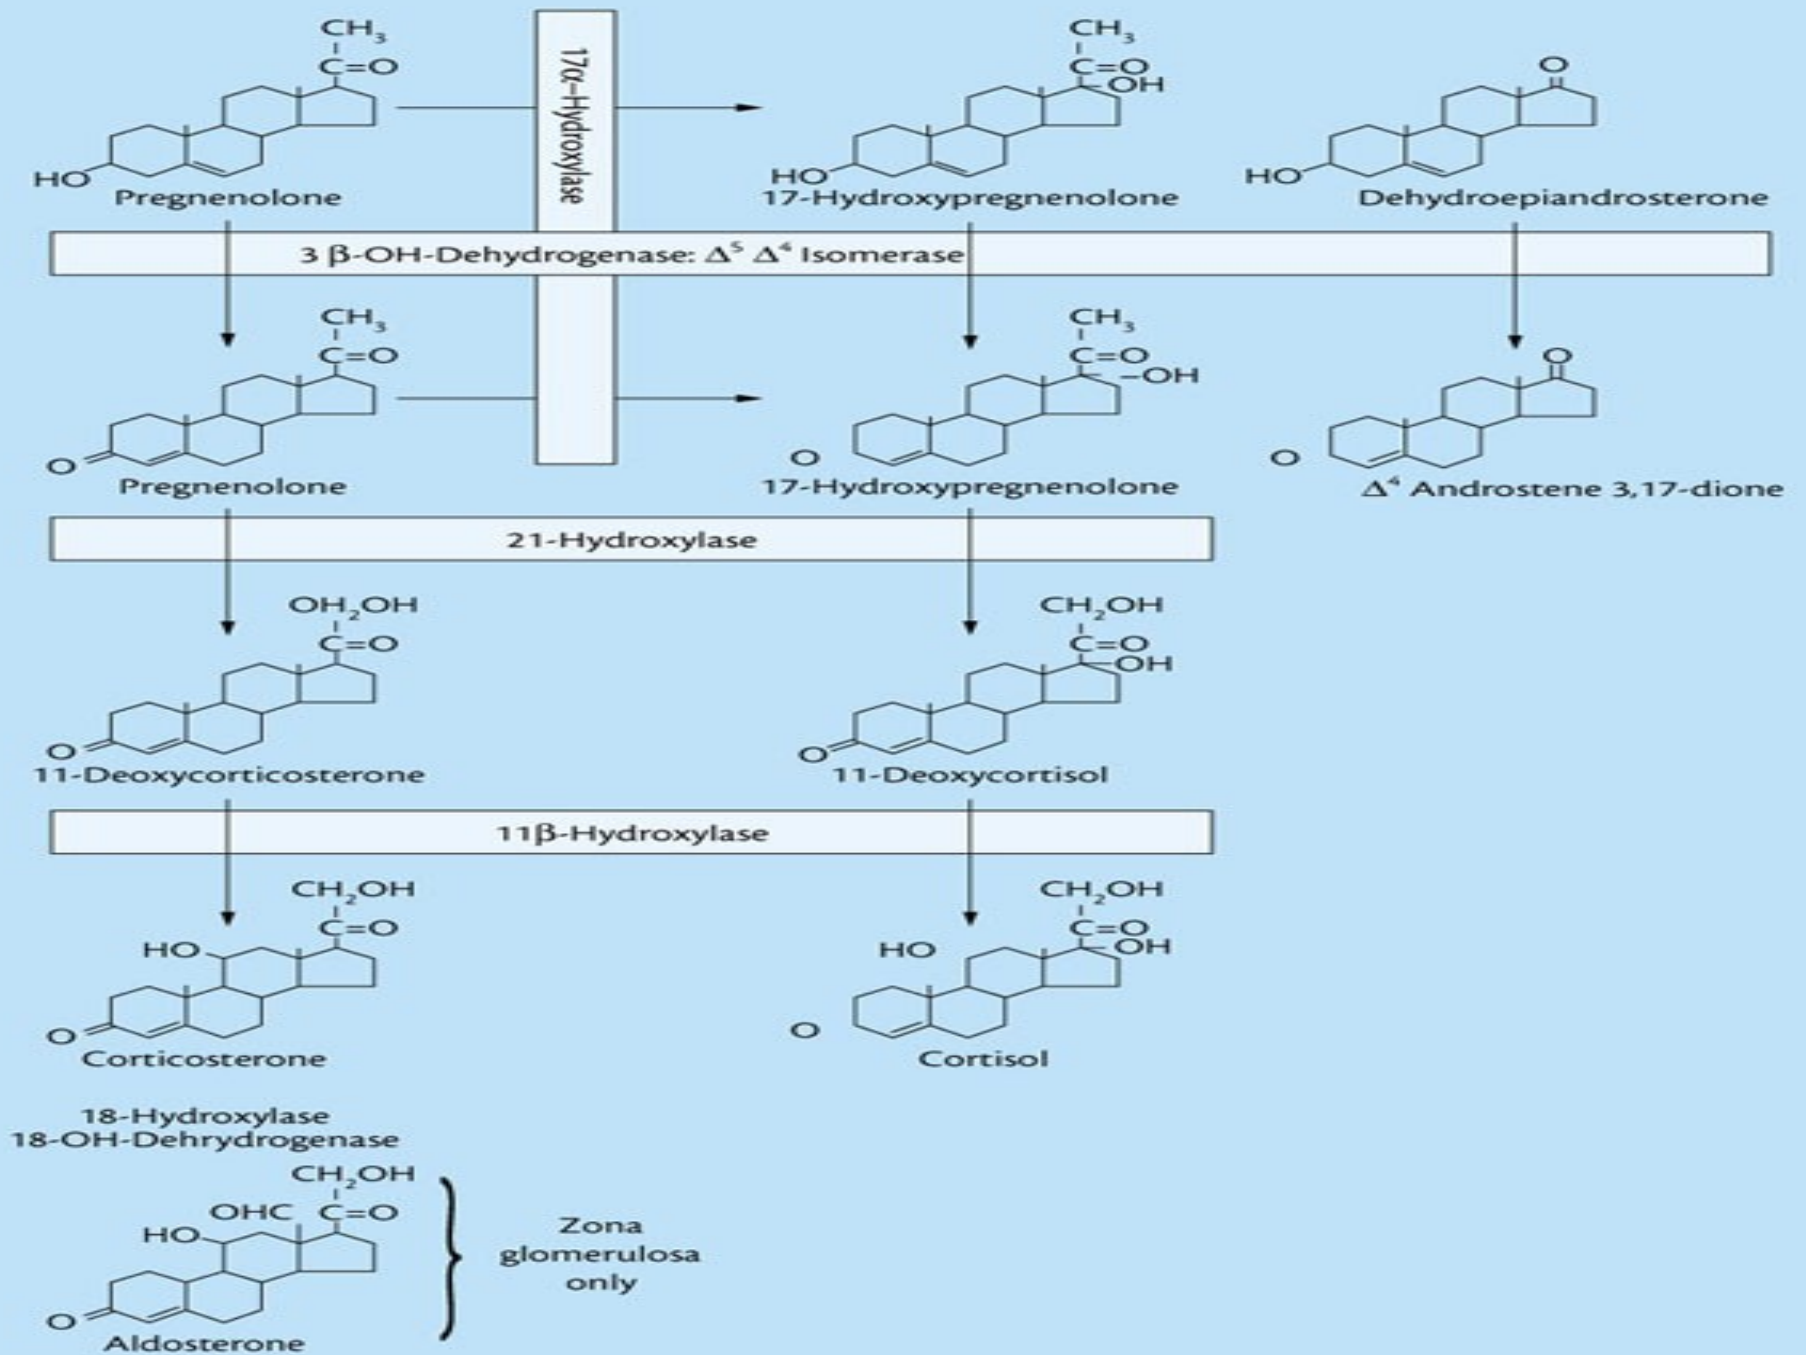 CH₃ CH₃
C=O C=O O
OH
HO HO HO
Pregnenolone 17-Hydroxypregnenolone Dehydroepiandrosterone
17α-Hydroxylase
3 β-OH-Dehydrogenase: Δ⁵ Δ⁴ Isomerase
CH₃ CH₃
C=O C=O O
-OH
O O O
Pregnenolone 17-Hydroxypregnenolone Δ⁴ Androstene 3,17-dione
21-Hydroxylase
OH₂OH CH₂OH
C=O C=O
OH
O O
11-Deoxycorticosterone 11-Deoxycortisol
11β-Hydroxylase
CH₂OH CH₂OH
C=O C=O
HO HO OH
O O
Corticosterone Cortisol
18-Hydroxylase
18-OH-Dehrydrogenase
CH₂OH
OHC C=O
HO
O
Aldosterone
Zona
glomerulosa
only